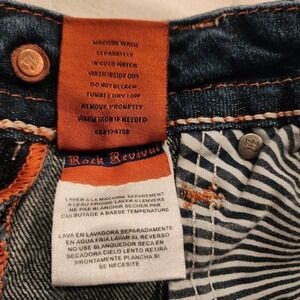 MACHINE WASH
SEPARATELY
IN COLD WATER
WASH INSIDE OUT
DO NOT BLEACH
TUMBLE DRY LOW
REMOVE PROMPTLY
WARM IRON IF NEEDED
Rock Revival
LAVER A LA MACHINE SEPAREMENT
A L'EAU FROIDE LAVER A L'ENVERS
NE PAS BLANCHIR SECHER PAR
CULBUTAGE A BASSE TEMPERATURE
LAVA EN LAVADORA SEPARADAMENTE
EN AGUA FRIA LAVAR AL REVERSO
NO USE BLANQUEDOR SECA EN
SECADORA CIELO LENTO RETIRE
PRONTAMENTE PLANCHA SI
SE NECESITE